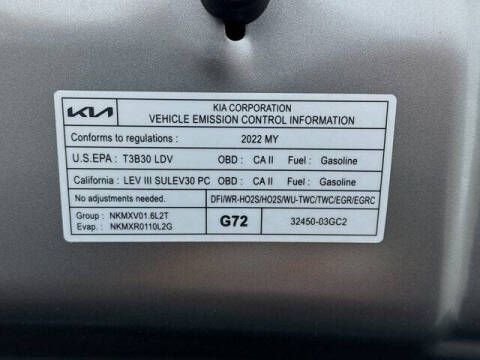 KIA
KIA CORPORATION
VEHICLE EMISSION CONTROL INFORMATION
Conforms to regulations : 2022 MY
U.S.EPA : T3B30 LDV OBD : CA II Fuel : Gasoline
California : LEV III SULEV30 PC OBD : CA II Fuel : Gasoline
No adjustments needed. DFI/WR-HO2S/HO2S/WU-TWC/TWC/EGR/EGRC
Group : NKMXV01.6L2T
Evap. : NKMXR0110L2G
G72
32450-03GC2